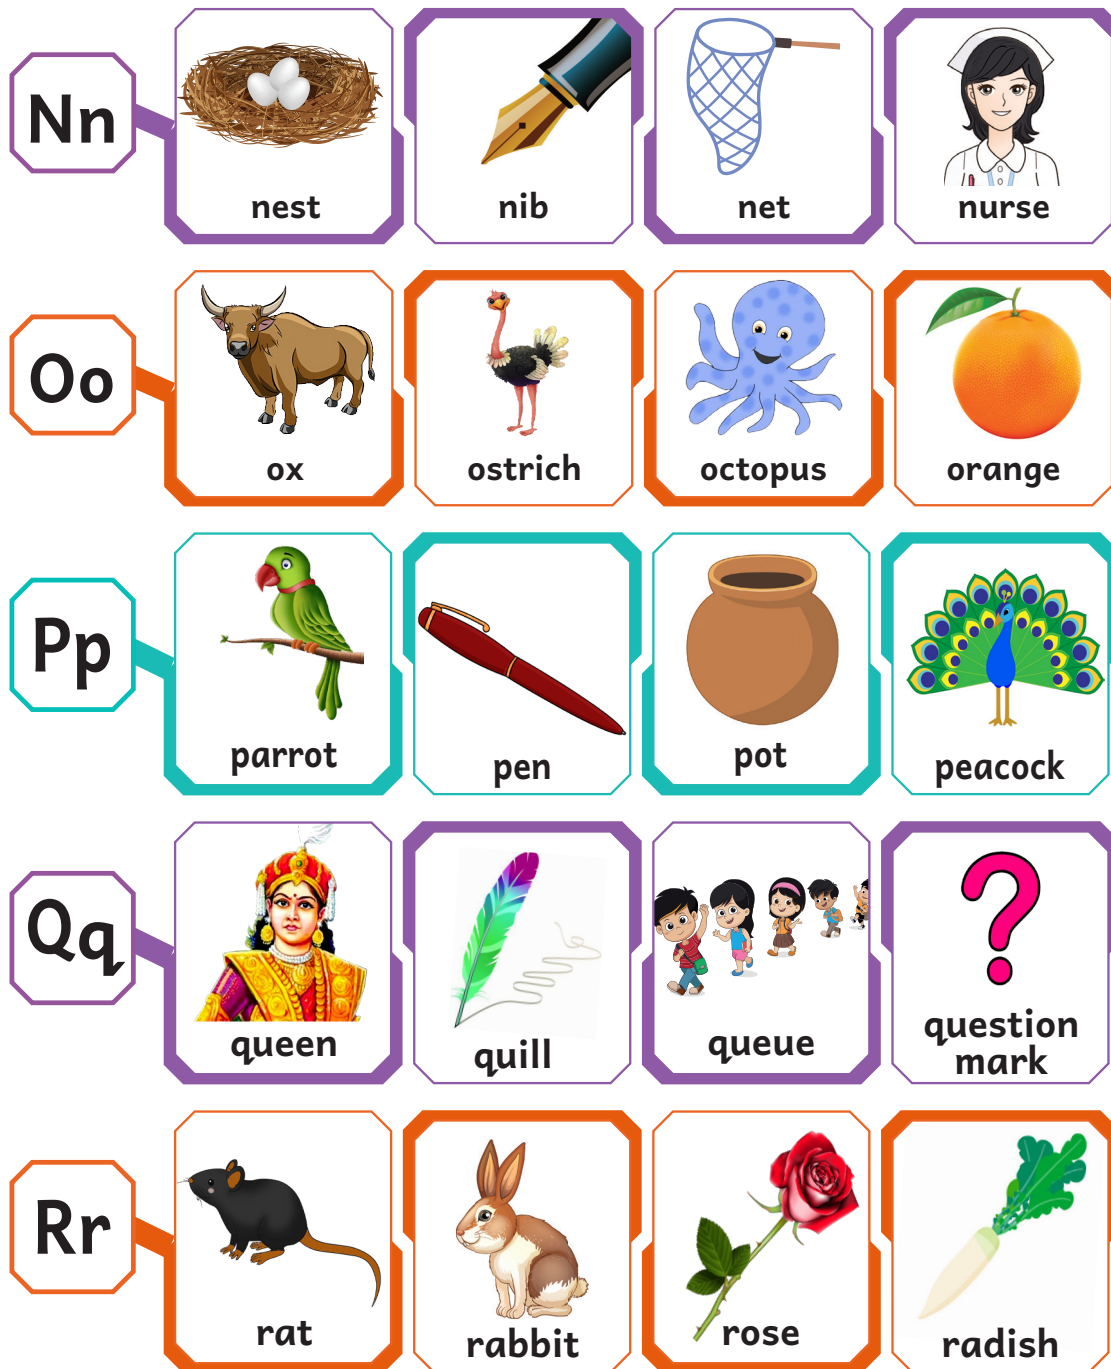 Nn
nest
nib
net
nurse
Oo
ox
ostrich
octopus
orange
Pp
parrot
pen
pot
peacock
Qq
queen
quill
queue
question
mark
Rr
rat
rabbit
rose
radish